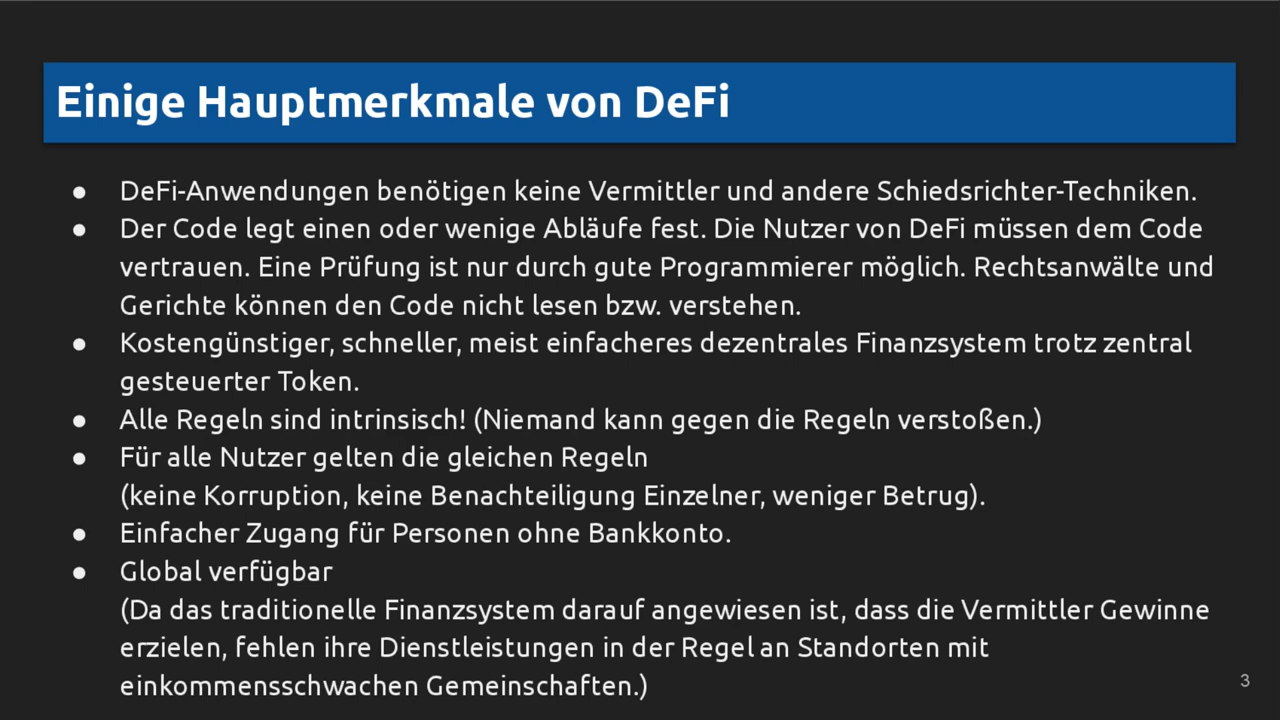 Einige Hauptmerkmale von DeFi
● DeFi-Anwendungen benötigen keine Vermittler und andere Schiedsrichter-Techniken.
● Der Code legt einen oder wenige Abläufe fest. Die Nutzer von DeFi müssen dem Code
vertrauen. Eine Prüfung ist nur durch gute Programmierer möglich. Rechtsanwälte und
Gerichte können den Code nicht lesen bzw. verstehen.
● Kostengünstiger, schneller, meist einfacheres dezentrales Finanzsystem trotz zentral
gesteuerter Token.
● Alle Regeln sind intrinsisch! (Niemand kann gegen die Regeln verstoßen.)
● Für alle Nutzer gelten die gleichen Regeln
(keine Korruption, keine Benachteiligung Einzelner, weniger Betrug).
● Einfacher Zugang für Personen ohne Bankkonto.
● Global verfügbar
(Da das traditionelle Finanzsystem darauf angewiesen ist, dass die Vermittler Gewinne
erzielen, fehlen ihre Dienstleistungen in der Regel an Standorten mit
einkommensschwachen Gemeinschaften.)
3